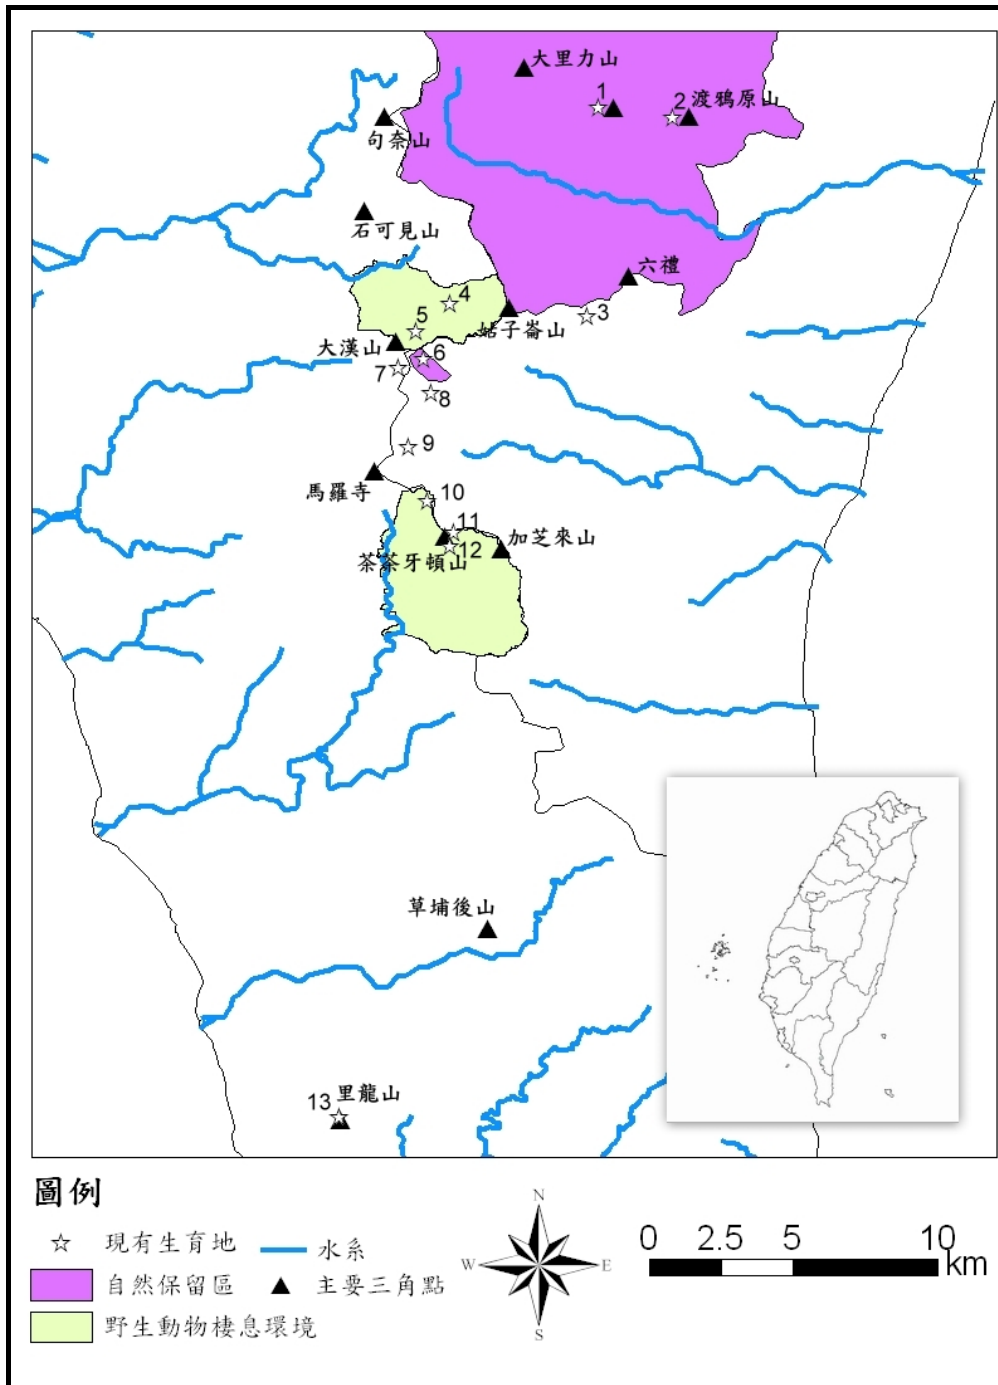 大里力山
1
2 渡鴉原山
句奈山
石可見山
六禮
4
3
5
姑子崙山
大漢山
6
7
8
9
馬羅寺
10
11
加芝來山
12
茶茶牙頓山
草埔後山
13 里龍山
圖例
現有生育地
水系
自然保留區
主要三角點
野生動物棲息環境
N
W
E
S
0 2.5 5 10
km